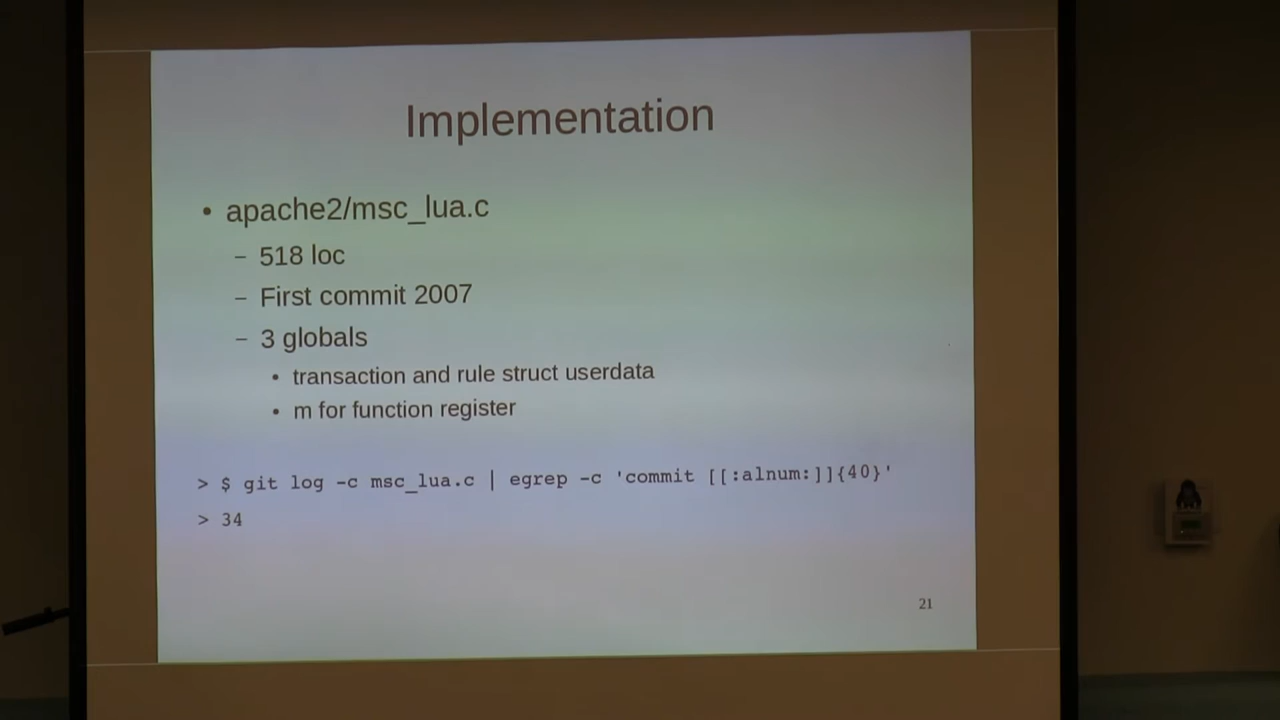 Implementation
• apache2/msc_lua.c
– 518 loc
– First commit 2007
– 3 globals
• transaction and rule struct userdata
• m for function register
> $ git log -c msc_lua.c | egrep -c 'commit [[:alnum:]]{40}'
> 34
21